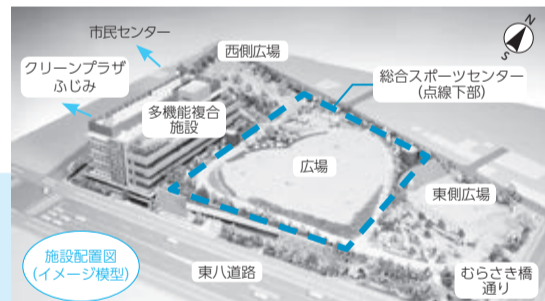 市民センター
西側広場
クリーンプラザ
ふじみ
総合スポーツセンター
(点線下部)
多機能複合
施設
広場
東側広場
施設配置図
(イメージ模型)
東八道路
むらさき橋
通り
N
S